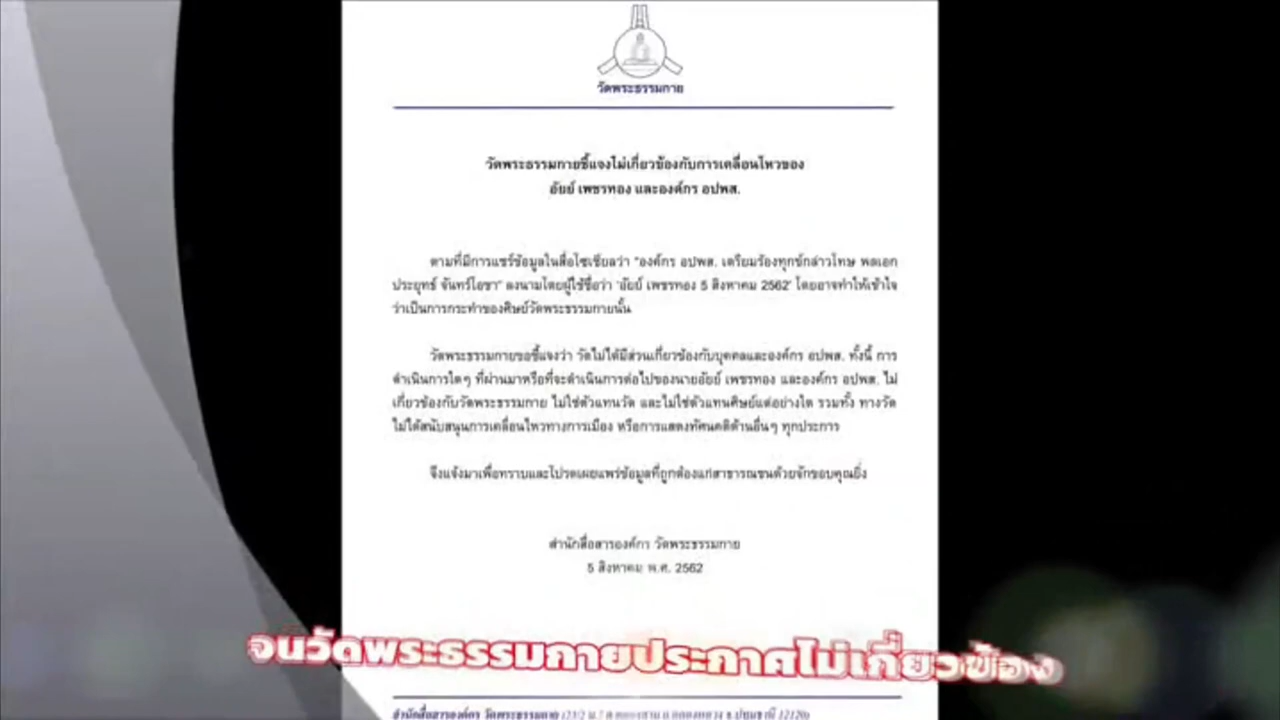 วัดพระธรรมกาย
วัดพระธรรมกายชี้แจงไม่เกี่ยวข้องกับการเคลื่อนไหวของ
อัยย์ เพชรทอง และองค์กร อปพส.
ตามที่มีการแชร์ข้อมูลในสื่อโซเชียลว่า "องค์กร อปพส. เตรียมร้องทุกข์กล่าวโทษ พลเอก
ประยุทธ์ จันทร์โอชา" ลงนามโดยผู้ใช้ชื่อว่า 'อัยย์ เพชรทอง 5 สิงหาคม 2562' โดยอาจทำให้เข้าใจ
ว่าเป็นการกระทำของศิษย์วัดพระธรรมกายนั้น
วัดพระธรรมกายขอชี้แจงว่า วัดไม่ได้มีส่วนเกี่ยวข้องกับบุคคลและองค์กร อปพส. ทั้งนี้ การ
ดำเนินการใดๆ ที่ผ่านมาหรือที่จะดำเนินการต่อไปของนายอัยย์ เพชรทอง และองค์กร อปพส. ไม่
เกี่ยวข้องกับวัดพระธรรมกาย ไม่ใช่ตัวแทนวัด และไม่ใช่ตัวแทนศิษย์แต่อย่างใด รวมทั้ง ทางวัด
ไม่ได้สนับสนุนการเคลื่อนไหวทางการเมือง หรือการแสดงทัศนคติด้านอื่นๆ ทุกประการ
จึงแจ้งมาเพื่อทราบและโปรดเผยแพร่ข้อมูลที่ถูกต้องแก่สาธารณชนด้วยจักขอบคุณยิ่ง
สำนักสื่อสารองค์กร วัดพระธรรมกาย
5 สิงหาคม พ.ศ. 2562
จนวัดพระธรรมกายประกาศไม่เกี่ยวข้อง
สำนักสื่อสารองค์กร วัดพระธรรมกาย